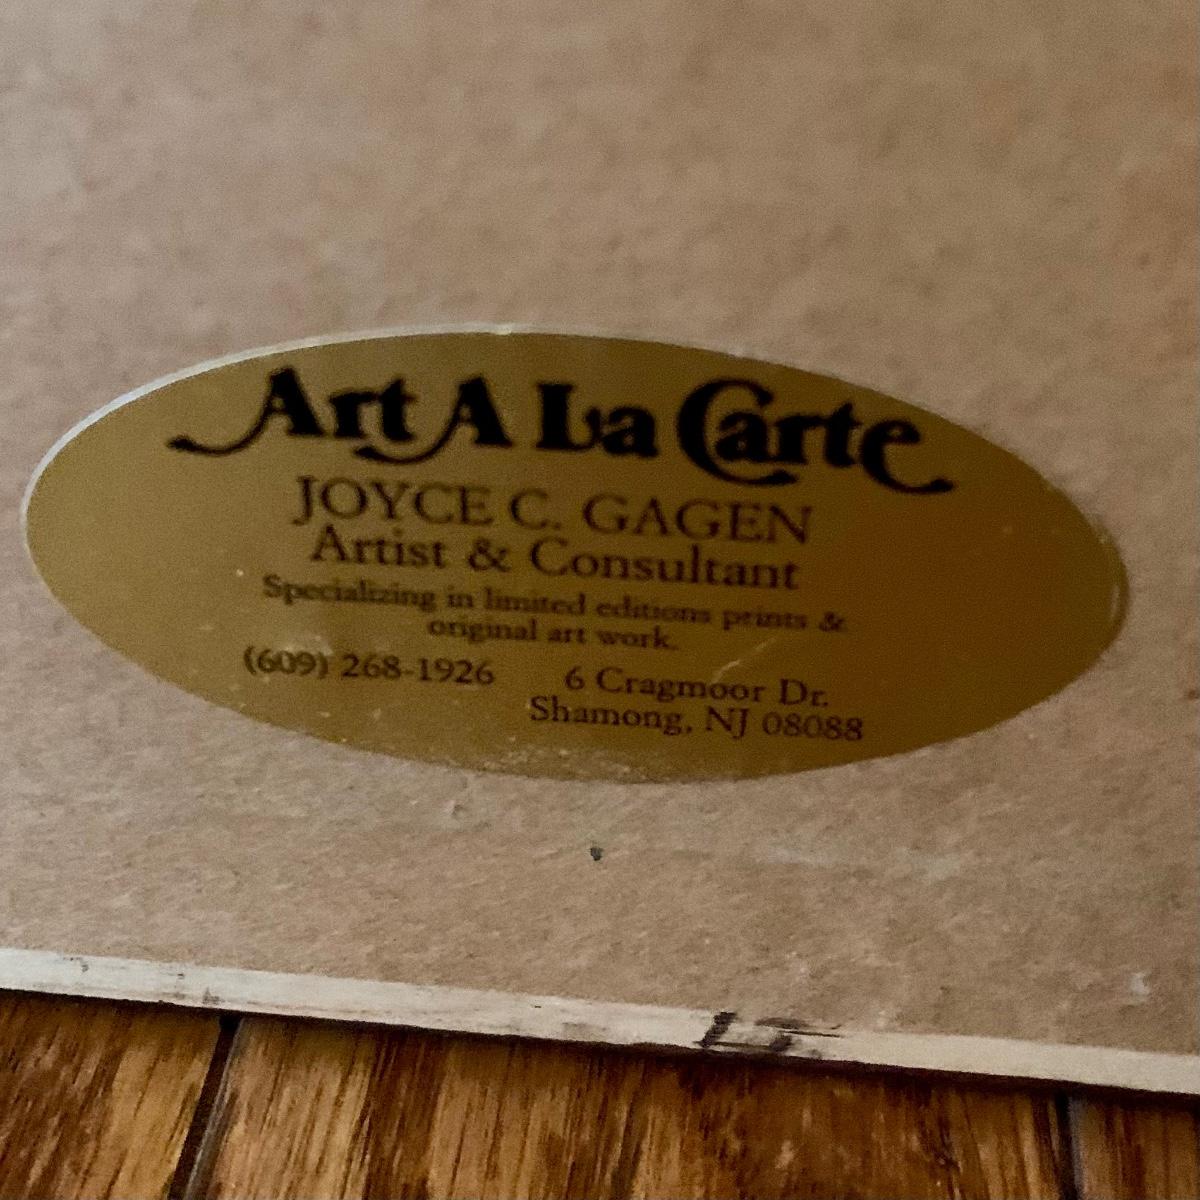 Art A La Carte
JOYCE C. GAGEN
Artist & Consultant
Specializing in limited editions prints &
original art work.
(609) 268-1926
6 Cragmoor Dr.
Shamong, NJ 08088